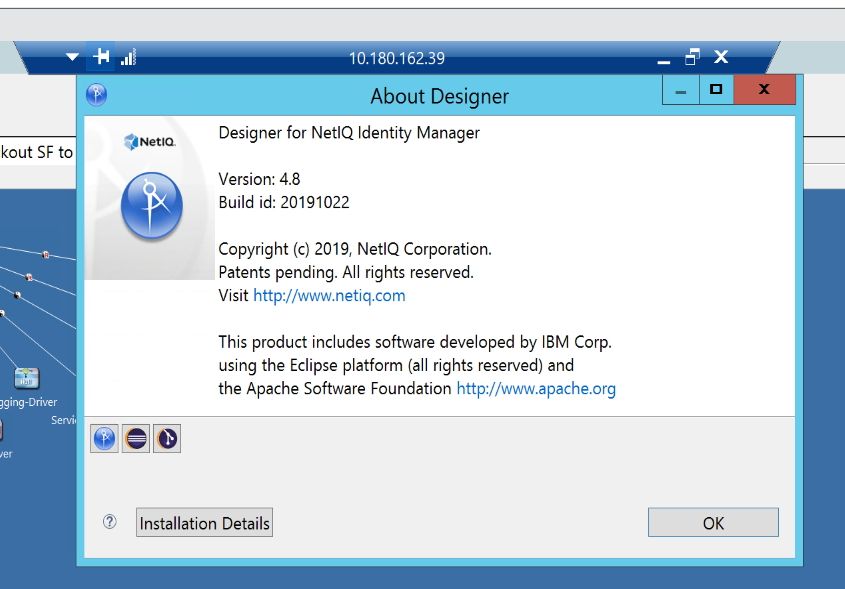 10.180.162.39
About Designer
kout SF to
NetIQ.
Designer for NetIQ Identity Manager
Version: 4.8
Build id: 20191022
Copyright (c) 2019, NetIQ Corporation.
Patents pending. All rights reserved.
Visit http://www.netiq.com
This product includes software developed by IBM Corp.
using the Eclipse platform (all rights reserved) and
the Apache Software Foundation http://www.apache.org
gging-Driver
Servi
ver
Installation Details
OK